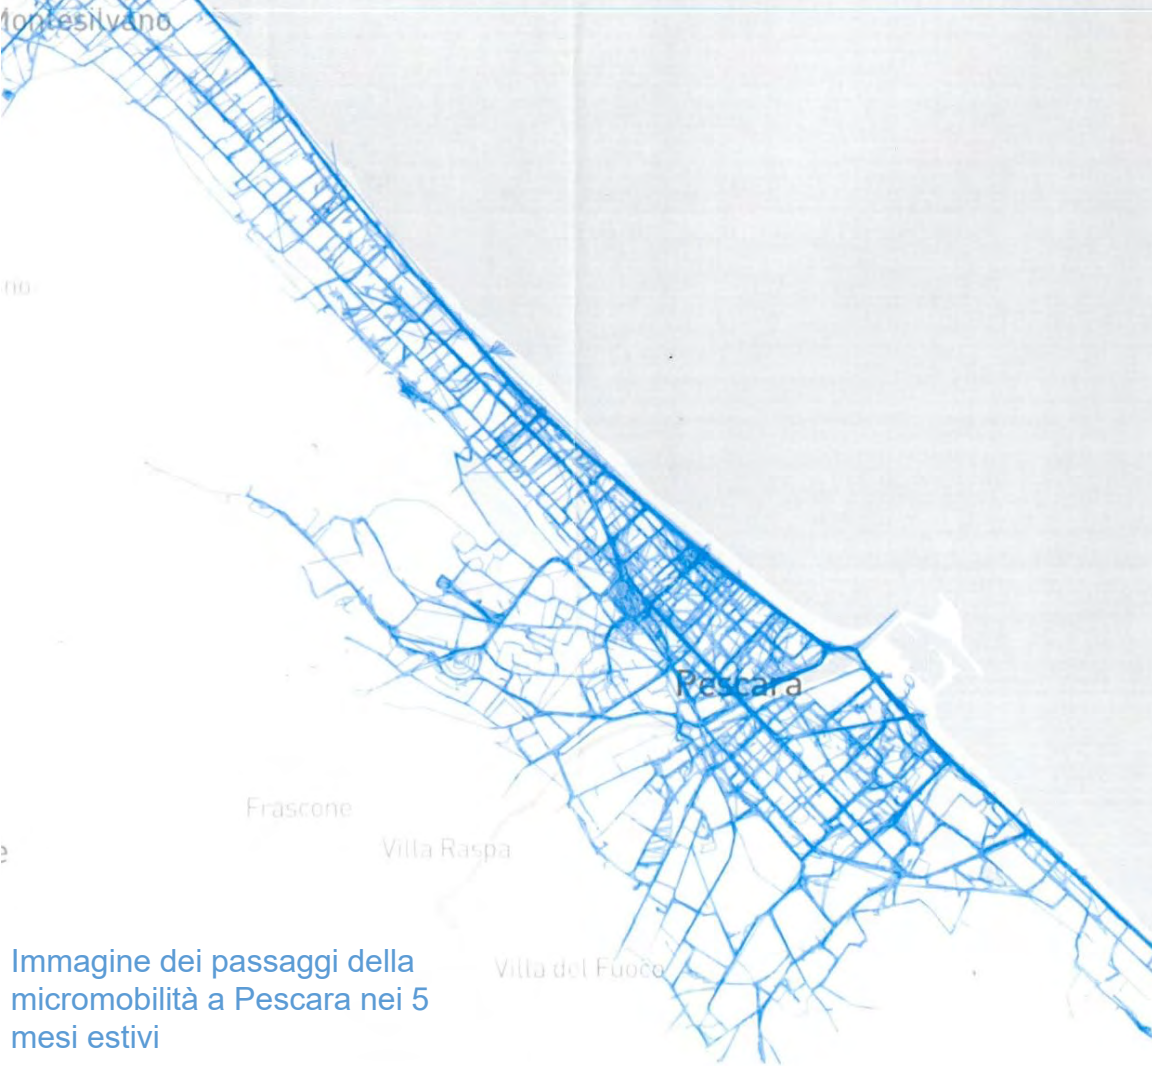 Montesilvano
Pescara
Frascone
Villa Raspa
Villa del Fuoco
Immagine dei passaggi della
micromobilità a Pescara nei 5
mesi estivi